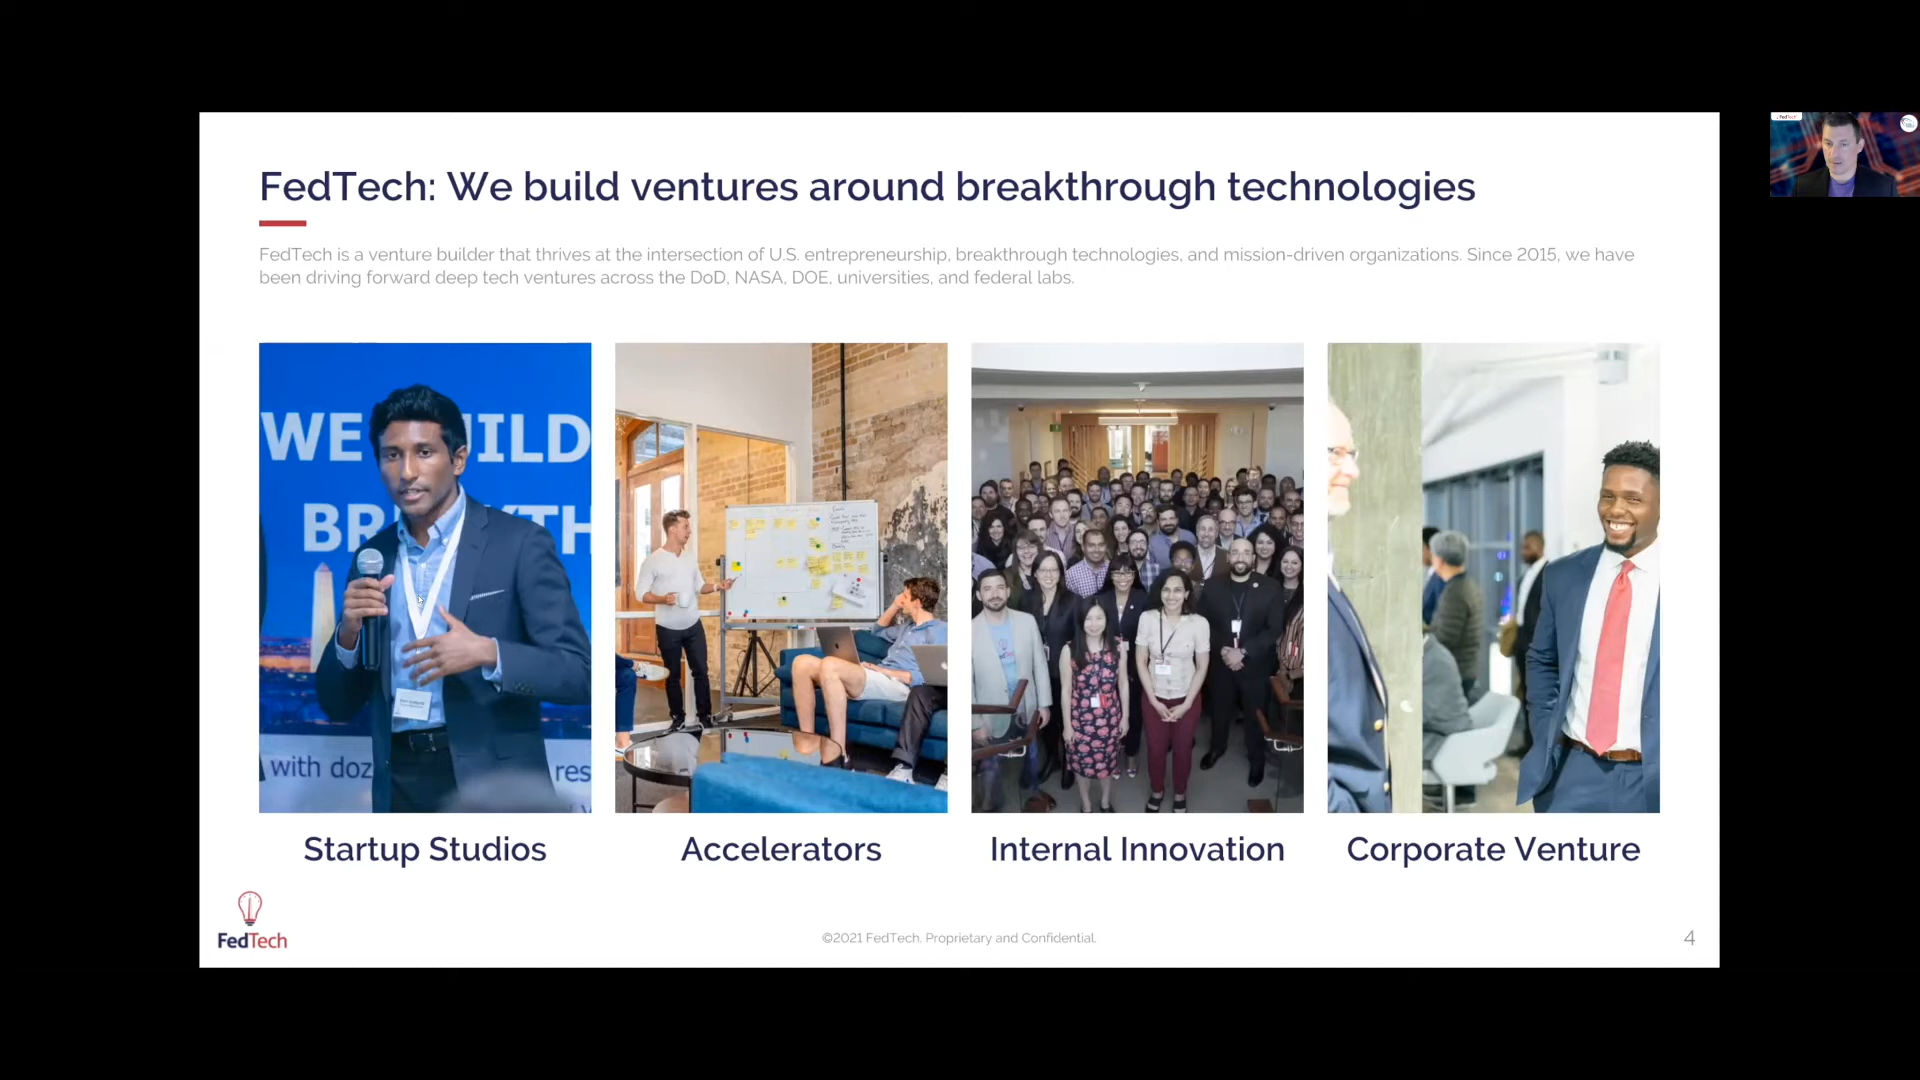 FedTech: We build ventures around breakthrough technologies
FedTech is a venture builder that thrives at the intersection of U.S. entrepreneurship, breakthrough technologies, and mission-driven organizations. Since 2015, we have
been driving forward deep tech ventures across the DoD, NASA, DOE, universities, and federal labs.
WE ILD
BR TH
with doz res
Startup Studios
Accelerators
Internal Innovation
Corporate Venture
FedTech
©2021 FedTech. Proprietary and Confidential.
4
FedTech